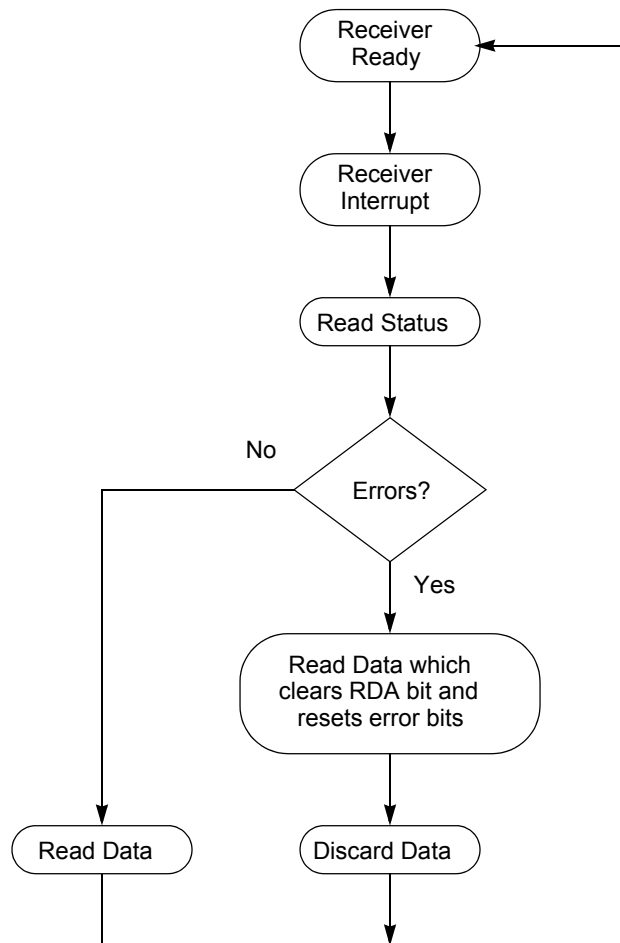 Receiver
Ready
Receiver
Interrupt
Read Status
No
Errors?
Yes
Read Data which
clears RDA bit and
resets error bits
Read Data
Discard Data